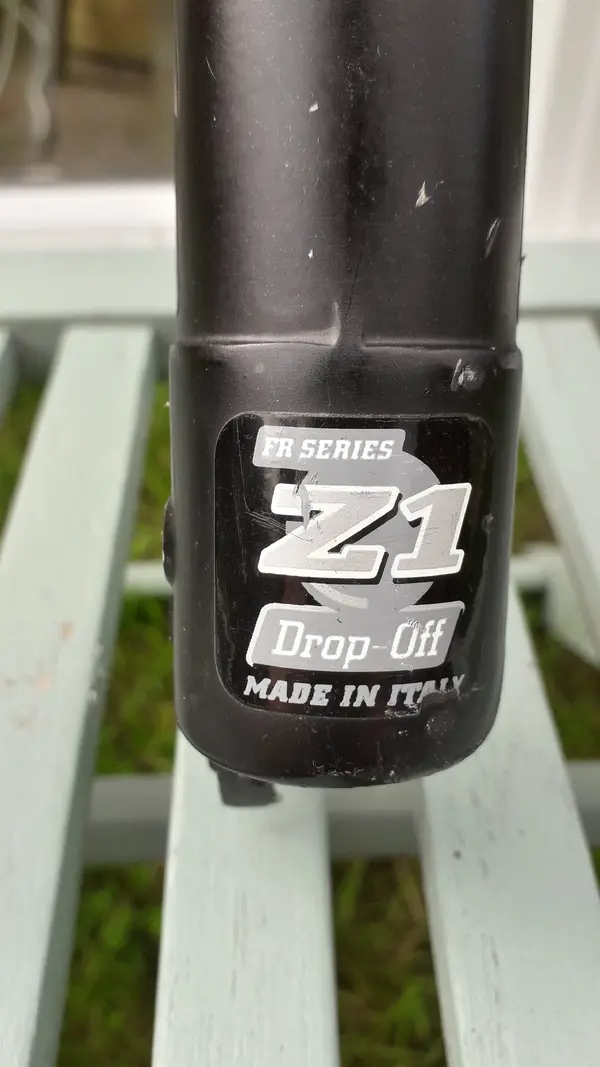 FR SERIES
Z1
Drop-Off
MADE IN ITALY